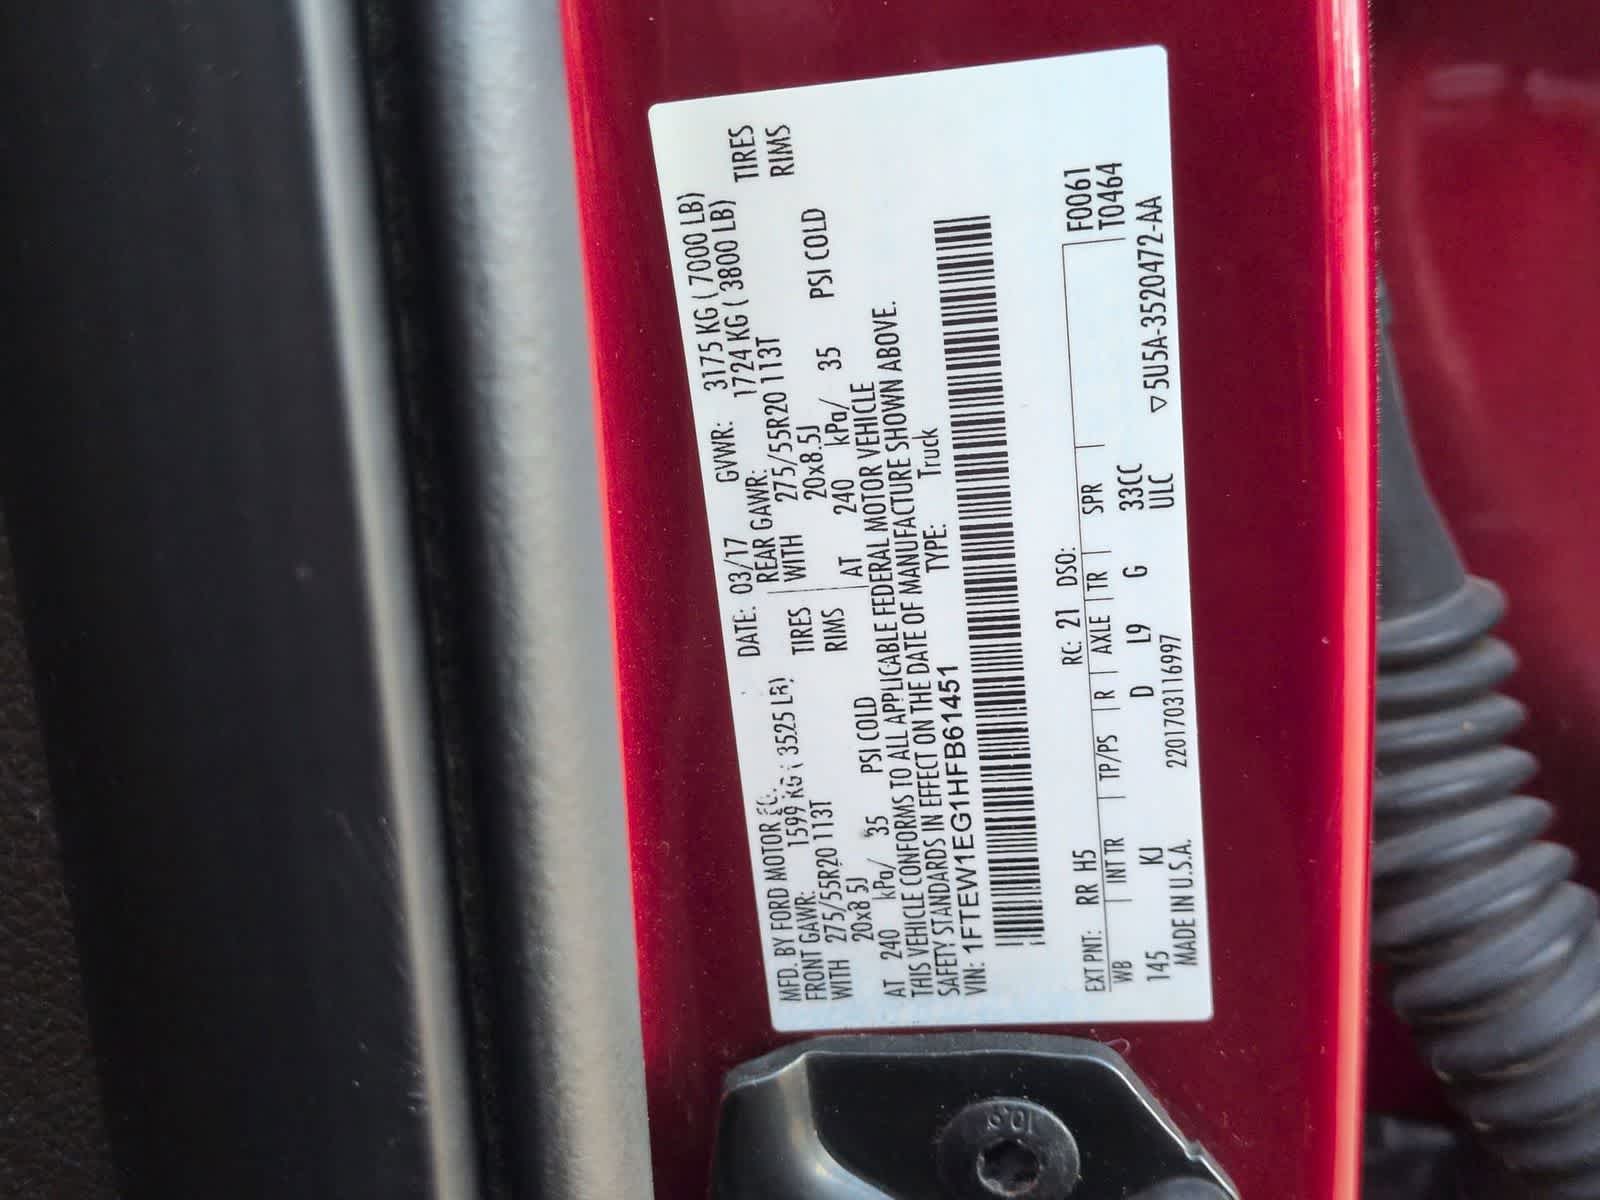 MFD. BY FORD MOTOR CO.
DATE: 03/17 GVWR: 3175 KG ( 7000 LB)
FRONT GAWR: 1599 KG ( 3525 LB)
REAR GAWR: 1724 KG ( 3800 LB)
WITH 275/55R20 113T TIRES
WITH 275/55R20 113T TIRES
20x8.5J RIMS
20x8.5J RIMS
AT 240 kPa/ 35 PSI COLD
AT 240 kPa/ 35 PSI COLD
THIS VEHICLE CONFORMS TO ALL APPLICABLE FEDERAL MOTOR VEHICLE
SAFETY STANDARDS IN EFFECT ON THE DATE OF MANUFACTURE SHOWN ABOVE.
VIN: 1FTEW1EG1HFB61451 TYPE: Truck
EXT PNT: RR H5 RC: 21 DSO: F0061
WB INT TR TP/PS R AXLE TR SPR T0464
145 KJ D L9 G 33CC
ULC
MADE IN U.S.A. 2201703116997 ▽5U5A-3520472-AA
10.9